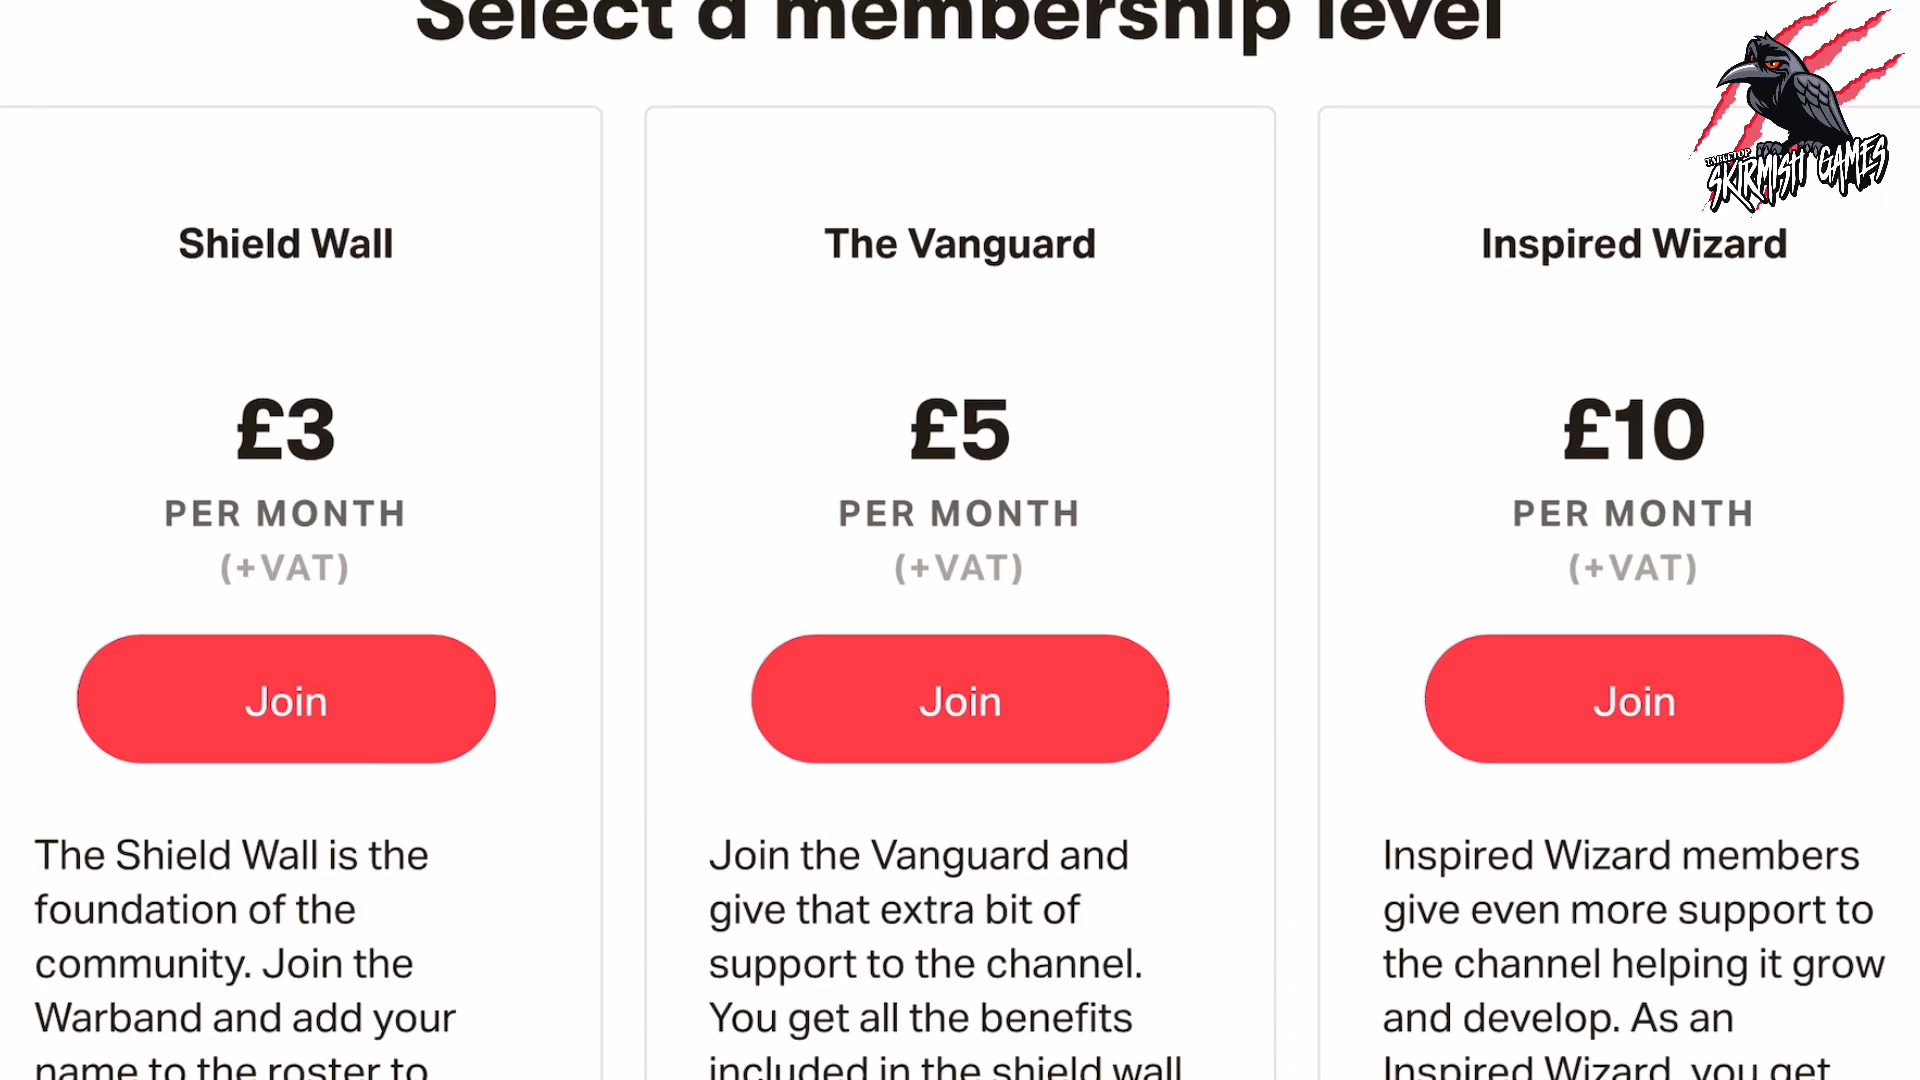 Select a membership level
TABLETOP
SKIRMISH GAMES
Shield Wall
£3
PER MONTH
(+VAT)
Join
The Shield Wall is the
foundation of the
community. Join the
Warband and add your
name to the roster to
The Vanguard
£5
PER MONTH
(+VAT)
Join
Join the Vanguard and
give that extra bit of
support to the channel.
You get all the benefits
included in the shield wall
Inspired Wizard
£10
PER MONTH
(+VAT)
Join
Inspired Wizard members
give even more support to
the channel helping it grow
and develop. As an
Inspired Wizard, you get